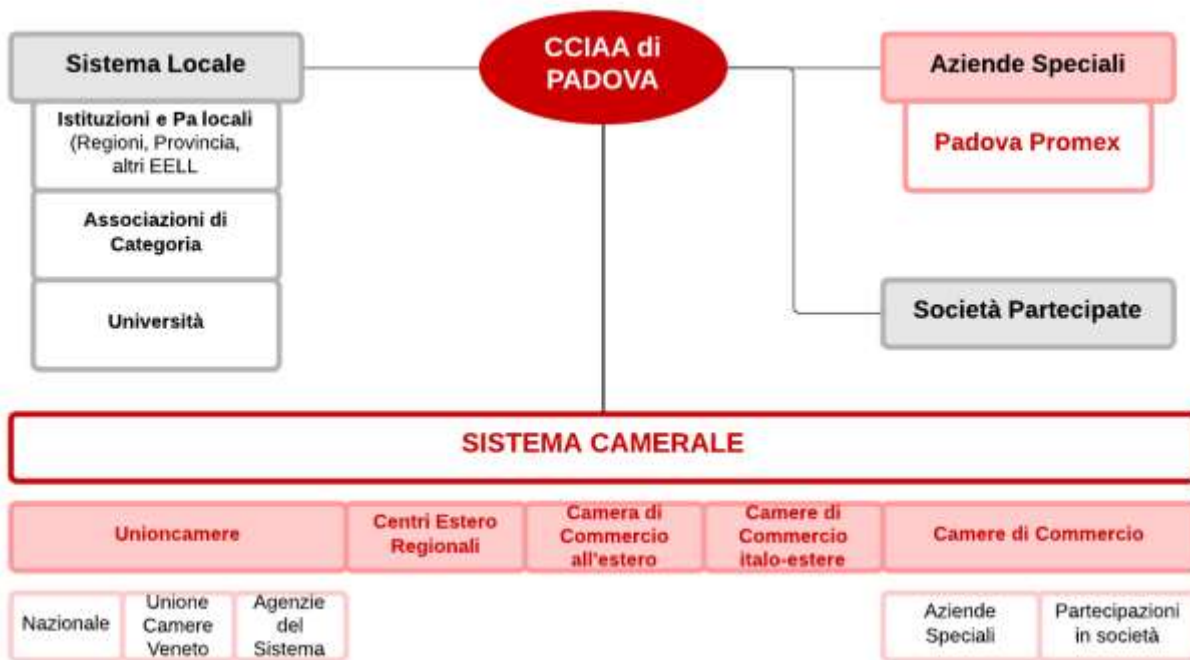 CCIAA di
PADOVA
Sistema Locale
Istituzioni e Pa locali
(Regioni, Provincia,
altri EELL
Associazioni di
Categoria
Università
Aziende Speciali
Padova Promex
Società Partecipate
SISTEMA CAMERALE
Unioncamere
Centri Estero
Regionali
Camera di
Commercio
all'estero
Camere di
Commercio
italo-estere
Camere di Commercio
Nazionale
Unione
Camere
Veneto
Agenzie
del
Sistema
Aziende
Speciali
Partecipazioni
in società